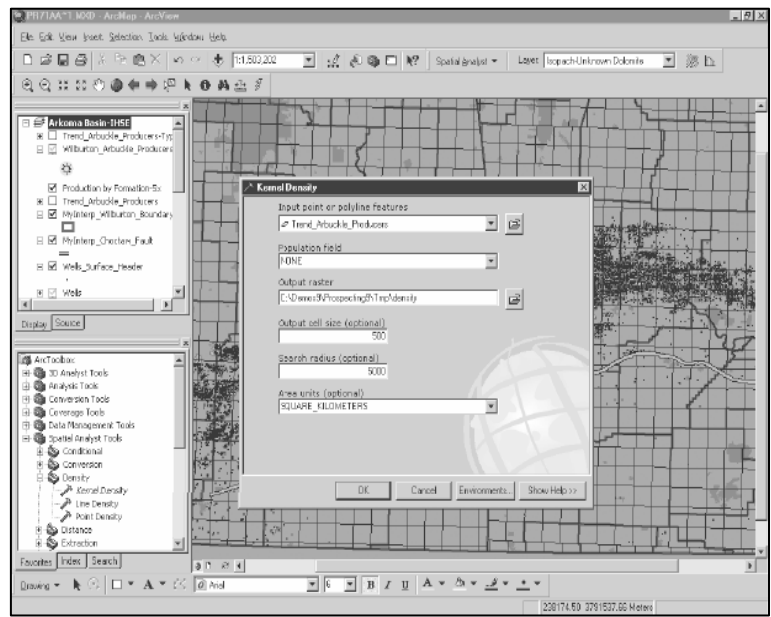 PR71AA~1.MXD - ArcMap - ArcView
File Edit View Insert Selection Tools Window Help
1:1,503,202
Spatial Analyst
Layer: Isopach-Unknown Dolomite
Arkoma Basin-IHSE
Trend_Arbuckle_Producers-Typ
Wilburton_Arbuckle_Producers
Production by Formation-5x
Trend_Arbuckle_Producers
MyInterp_Wilburton_Boundary
MyInterp_Choctaw_Fault
Wells_Surface_Header
Wells
Display Source
ArcToolbox
3D Analyst Tools
Analysis Tools
Conversion Tools
Coverage Tools
Data Management Tools
Spatial Analyst Tools
Conditional
Conversion
Density
Kernel Density
Line Density
Point Density
Distance
Extraction
Favorites Index Search
Kernel Density
Input point or polyline features
Trend_Arbuckle_Producers
Population field
NONE
Output raster
C:\Demos9\Prospecting9\Tmp\density
Output cell size (optional)
500
Search radius (optional)
5000
Area units (optional)
SQUARE_KILOMETERS
OK Cancel Environments... Show Help >>
Drawing A Arial 6 B I U A
238174.50 3791537.66 Meters